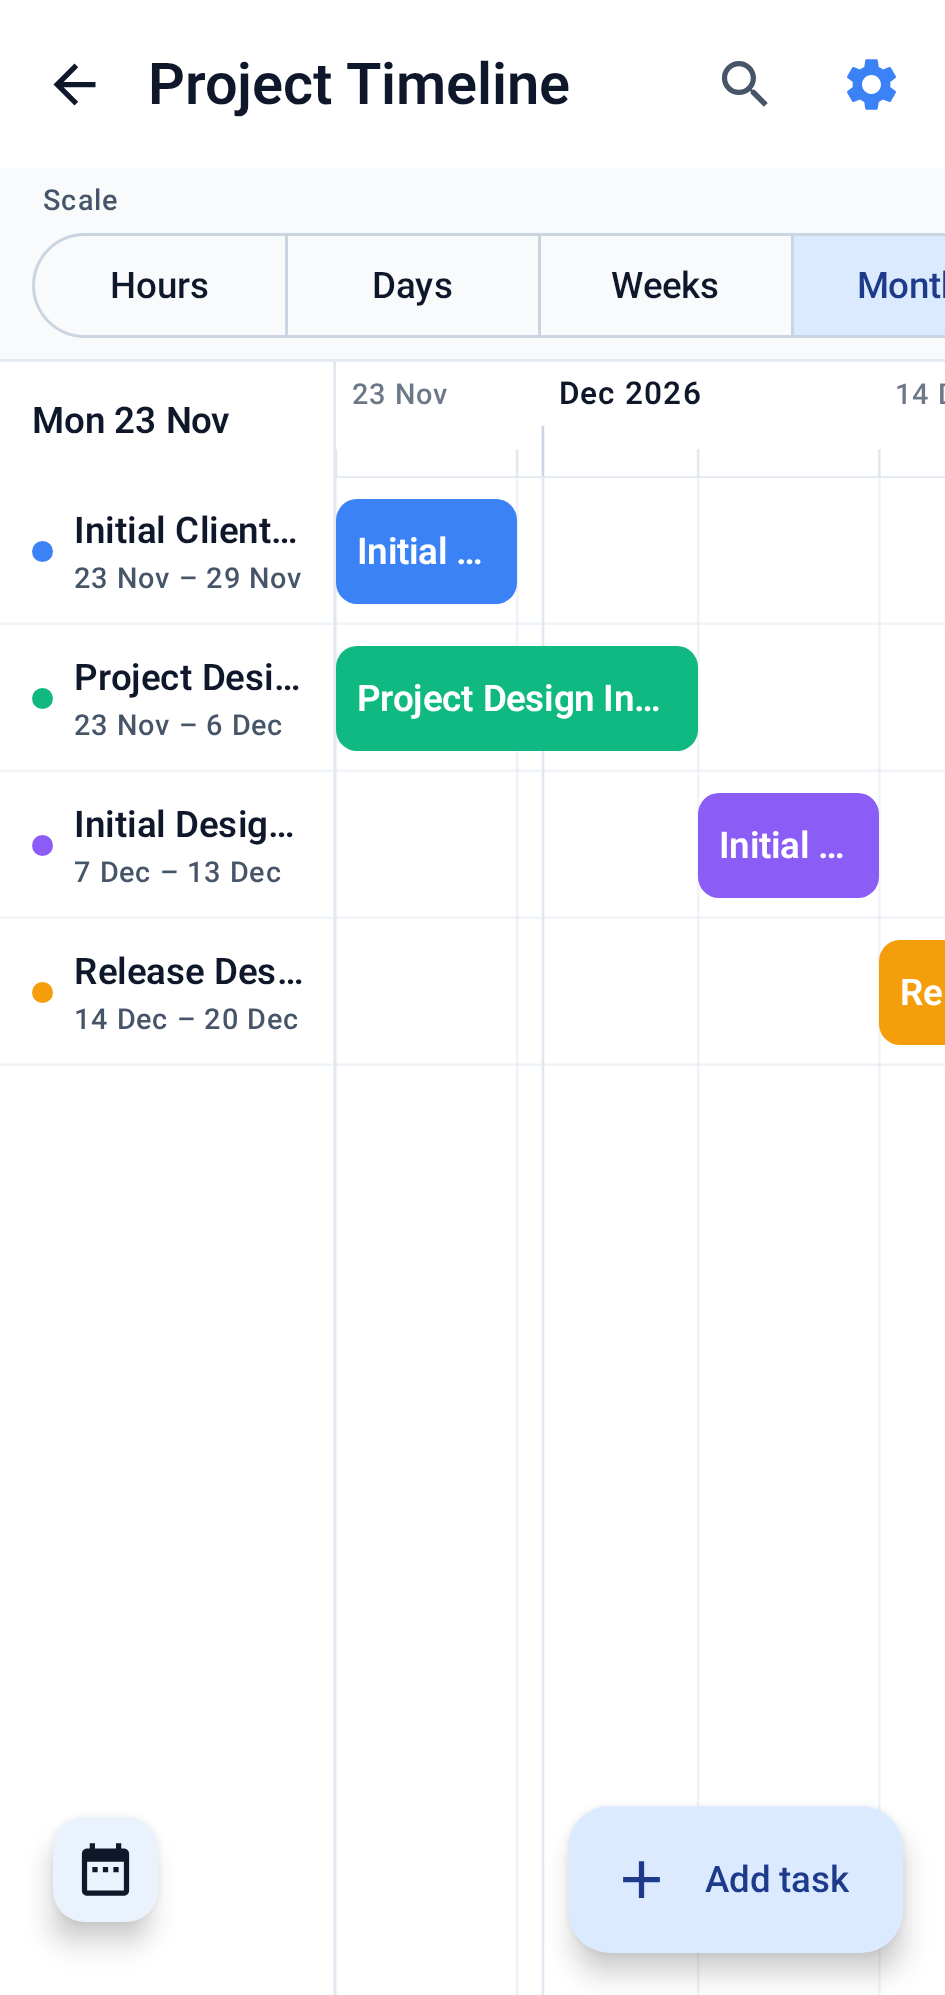 Project Timeline
Scale
Hours
Days
Weeks
Month
Mon 23 Nov
23 Nov
Dec 2026
14 D
Initial Client...
23 Nov – 29 Nov
Initial ...
Project Desi...
23 Nov – 6 Dec
Project Design In...
Initial Desig...
7 Dec – 13 Dec
Initial ...
Release Des...
14 Dec – 20 Dec
Re
Add task